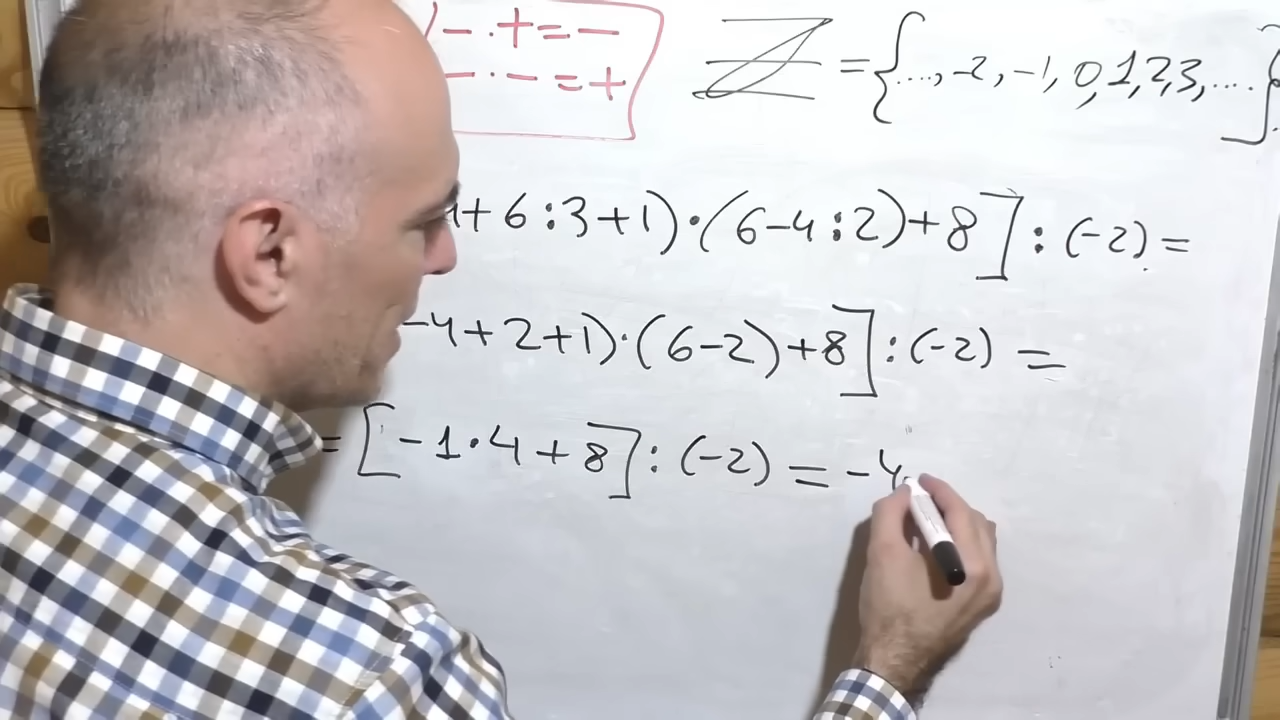 - · + = -
- · - = +
ℤ = {..., -2, -1, 0, 1, 2, 3, ....}
4 + 6 : 3 + 1) · (6 - 4 : 2) + 8] : (-2) =
-4 + 2 + 1) · (6 - 2) + 8] : (-2) =
= [-1 · 4 + 8] : (-2) = -4